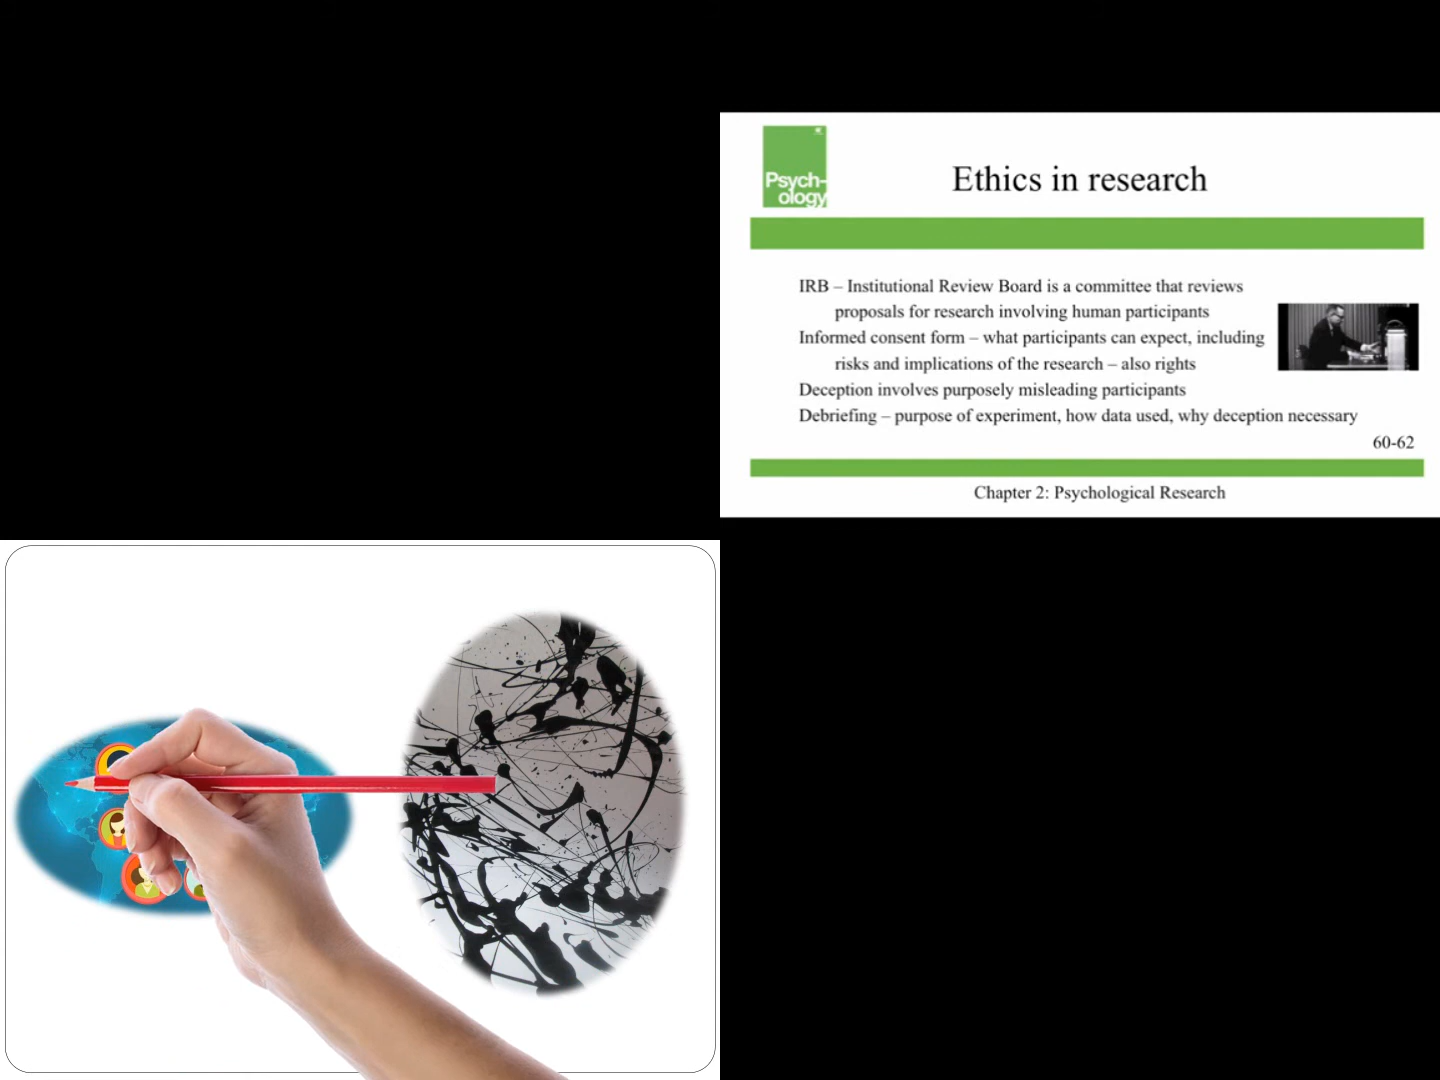 Psych-
ology
Ethics in research
IRB – Institutional Review Board is a committee that reviews
proposals for research involving human participants
Informed consent form – what participants can expect, including
risks and implications of the research – also rights
Deception involves purposely misleading participants
Debriefing – purpose of experiment, how data used, why deception necessary
60-62
Chapter 2: Psychological Research